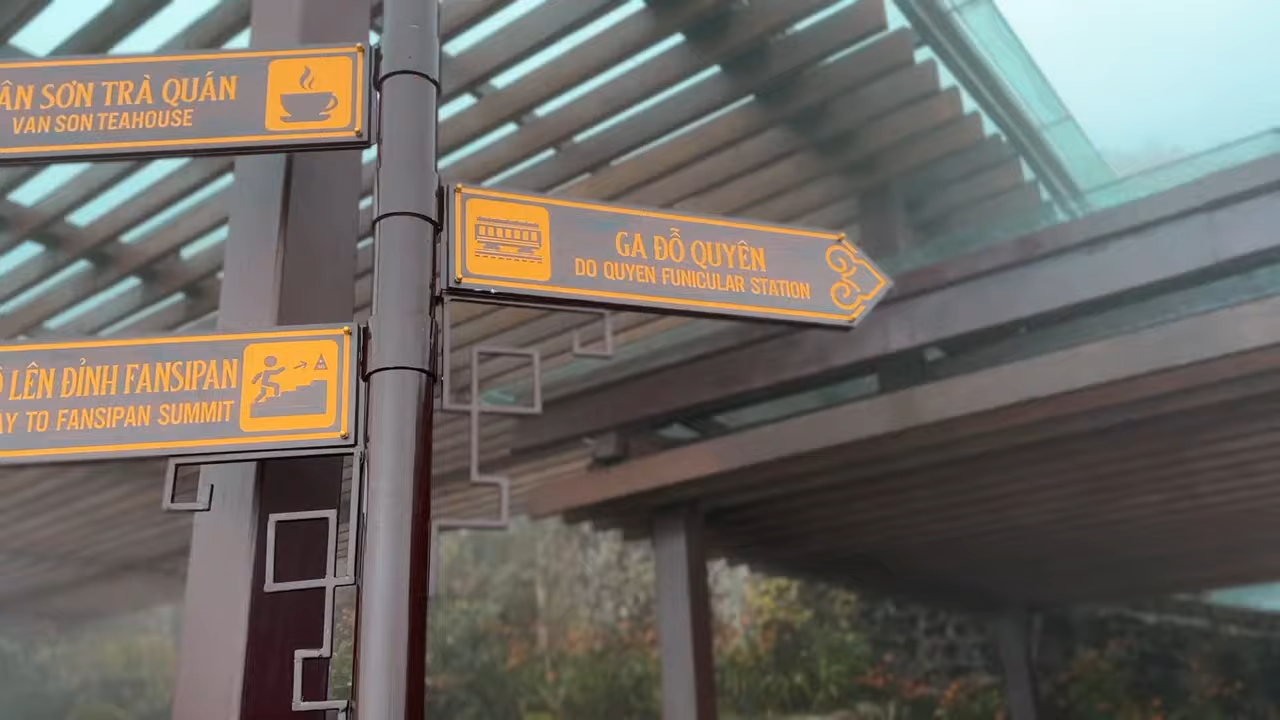 ÂN SƠN TRÀ QUÁN
VAN SON TEAHOUSE
GA ĐỖ QUYÊN
DO QUYEN FUNICULAR STATION
LÊN ĐỈNH FANSIPAN
TO FANSIPAN SUMMIT